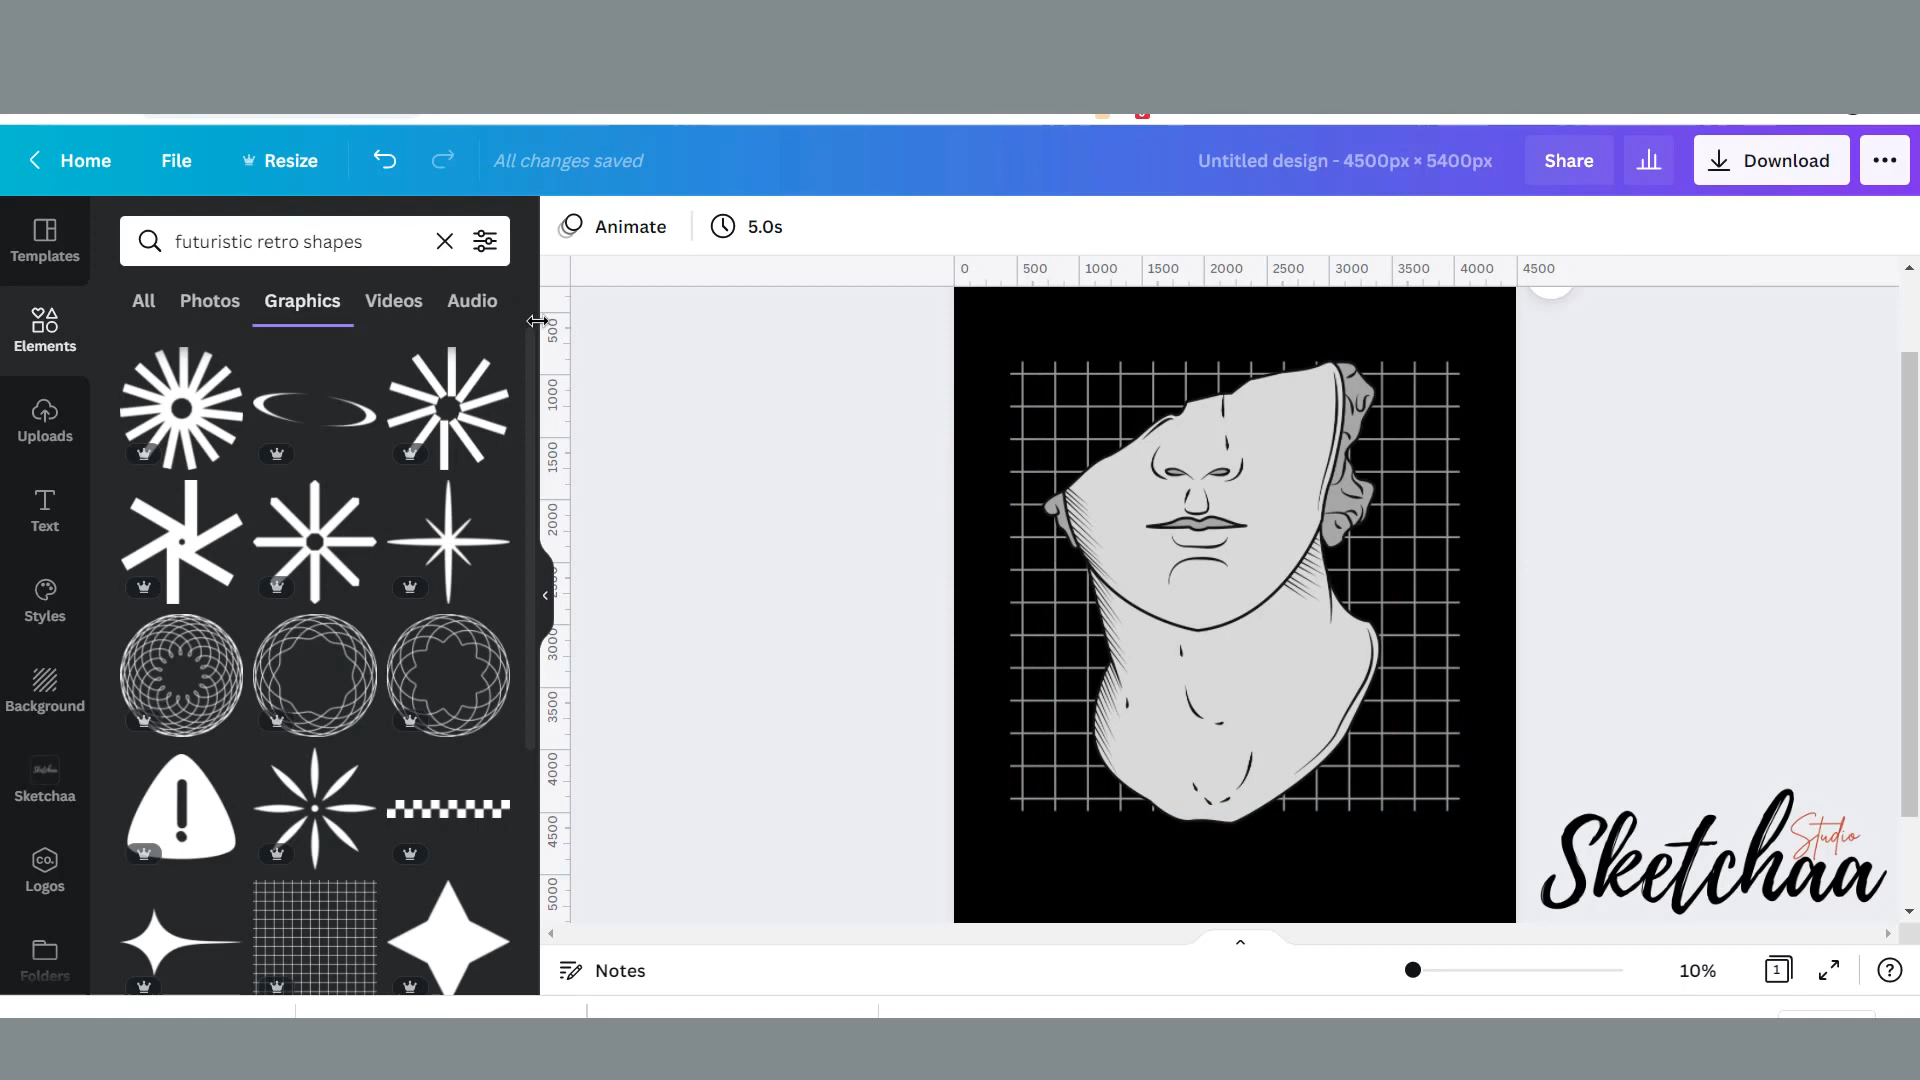 Home File Resize All changes saved Untitled design - 4500px × 5400px Share Download
futuristic retro shapes
Animate 5.0s
All Photos Graphics Videos Audio
Templates
Elements
Uploads
Text
Styles
Background
Sketchaa
CO.
Logos
Folders
0 500 1000 1500 2000 2500 3000 3500 4000 4500
500
1000
1500
2000
3000
3500
4000
4500
5000
Sketchaa Studio
Notes 10% 1 ?